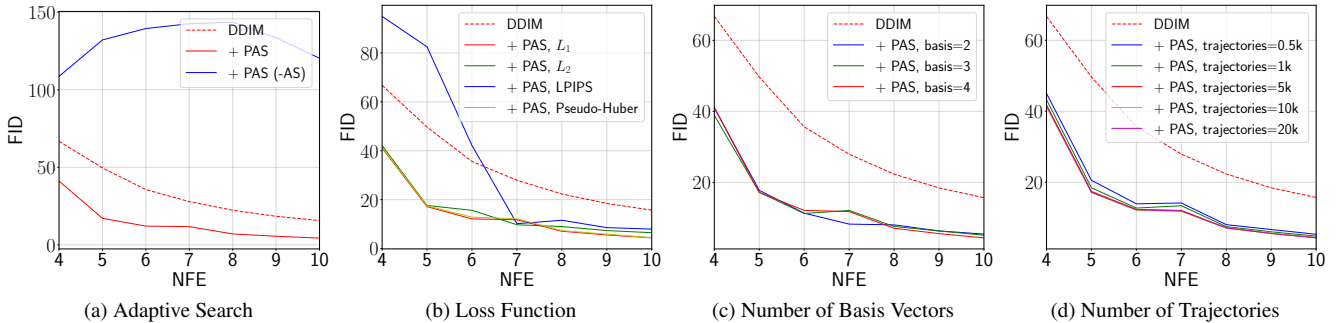 150
100
50
0
FID
DDIM
+ PAS
+ PAS (-AS)
4 5 6 7 8 9 10
NFE
(a) Adaptive Search
80
60
40
20
0
FID
DDIM
+ PAS, L₁
+ PAS, L₂
+ PAS, LPIPS
+ PAS, Pseudo-Huber
4 5 6 7 8 9 10
NFE
(b) Loss Function
60
40
20
FID
DDIM
+ PAS, basis=2
+ PAS, basis=3
+ PAS, basis=4
4 5 6 7 8 9 10
NFE
(c) Number of Basis Vectors
60
40
20
FID
DDIM
+ PAS, trajectories=0.5k
+ PAS, trajectories=1k
+ PAS, trajectories=5k
+ PAS, trajectories=10k
+ PAS, trajectories=20k
4 5 6 7 8 9 10
NFE
(d) Number of Trajectories